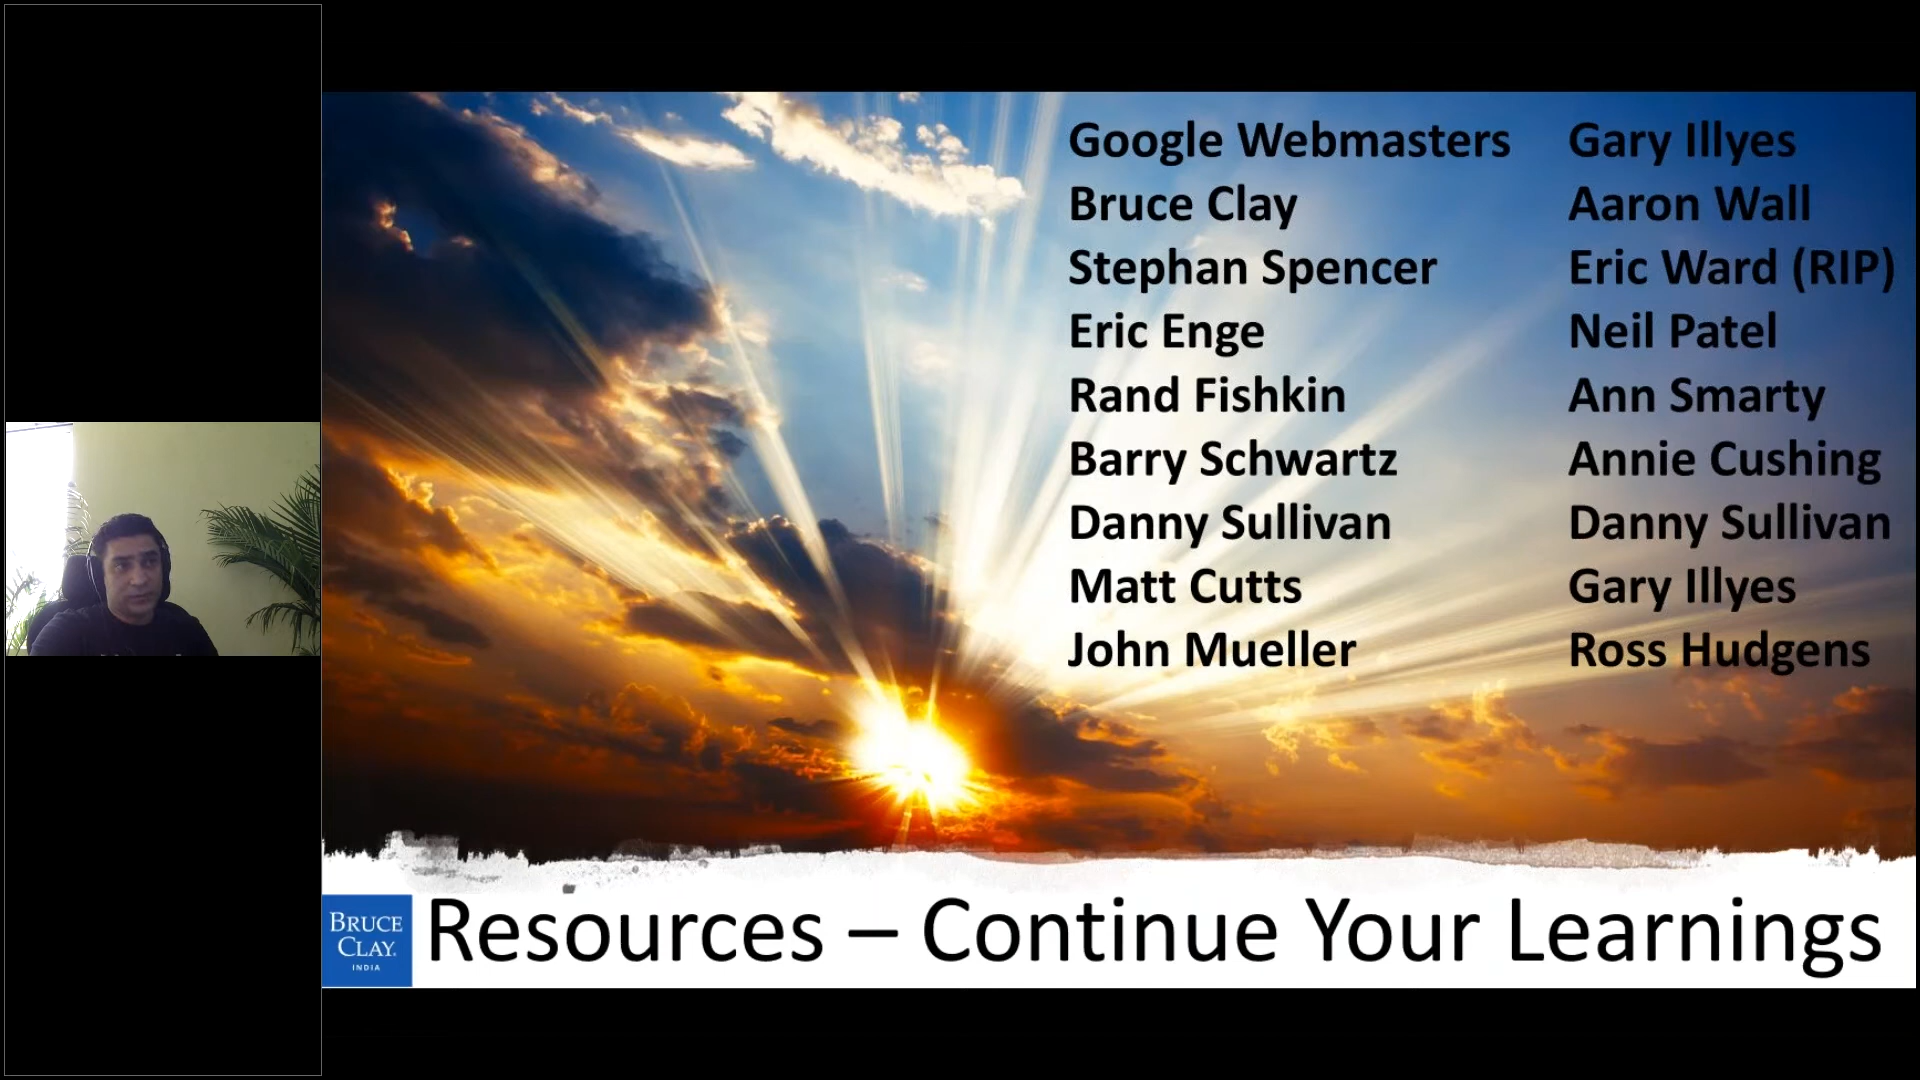 Google Webmasters
Bruce Clay
Stephan Spencer
Eric Enge
Rand Fishkin
Barry Schwartz
Danny Sullivan
Matt Cutts
John Mueller
Gary Illyes
Aaron Wall
Eric Ward (RIP)
Neil Patel
Ann Smarty
Annie Cushing
Danny Sullivan
Gary Illyes
Ross Hudgens
BRUCE
CLAY.
INDIA
Resources – Continue Your Learnings